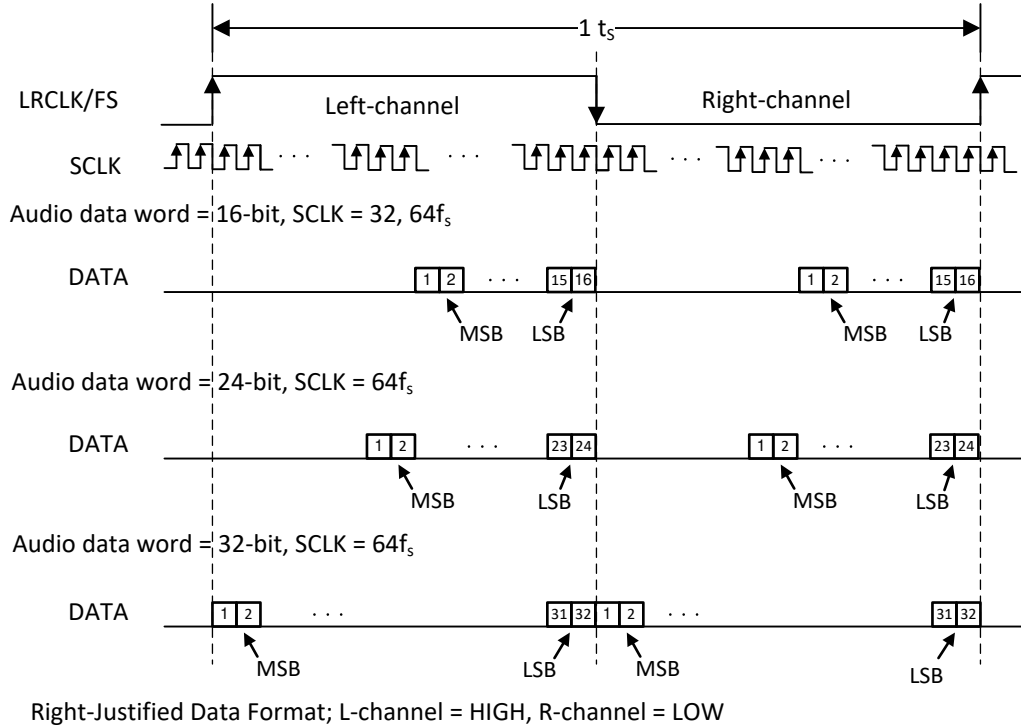 1 tS
LRCLK/FS
Left-channel
Right-channel
SCLK
. . . . . . . . . . . .
Audio data word = 16-bit, SCLK = 32, 64fs
DATA
1 2 . . . 15 16 1 2 . . . 15 16
MSB LSB MSB LSB
Audio data word = 24-bit, SCLK = 64fs
DATA
1 2 . . . 23 24 1 2 . . . 23 24
MSB LSB MSB LSB
Audio data word = 32-bit, SCLK = 64fs
DATA
1 2 . . . 31 32 1 2 . . . 31 32
MSB LSB MSB LSB
Right-Justified Data Format; L-channel = HIGH, R-channel = LOW